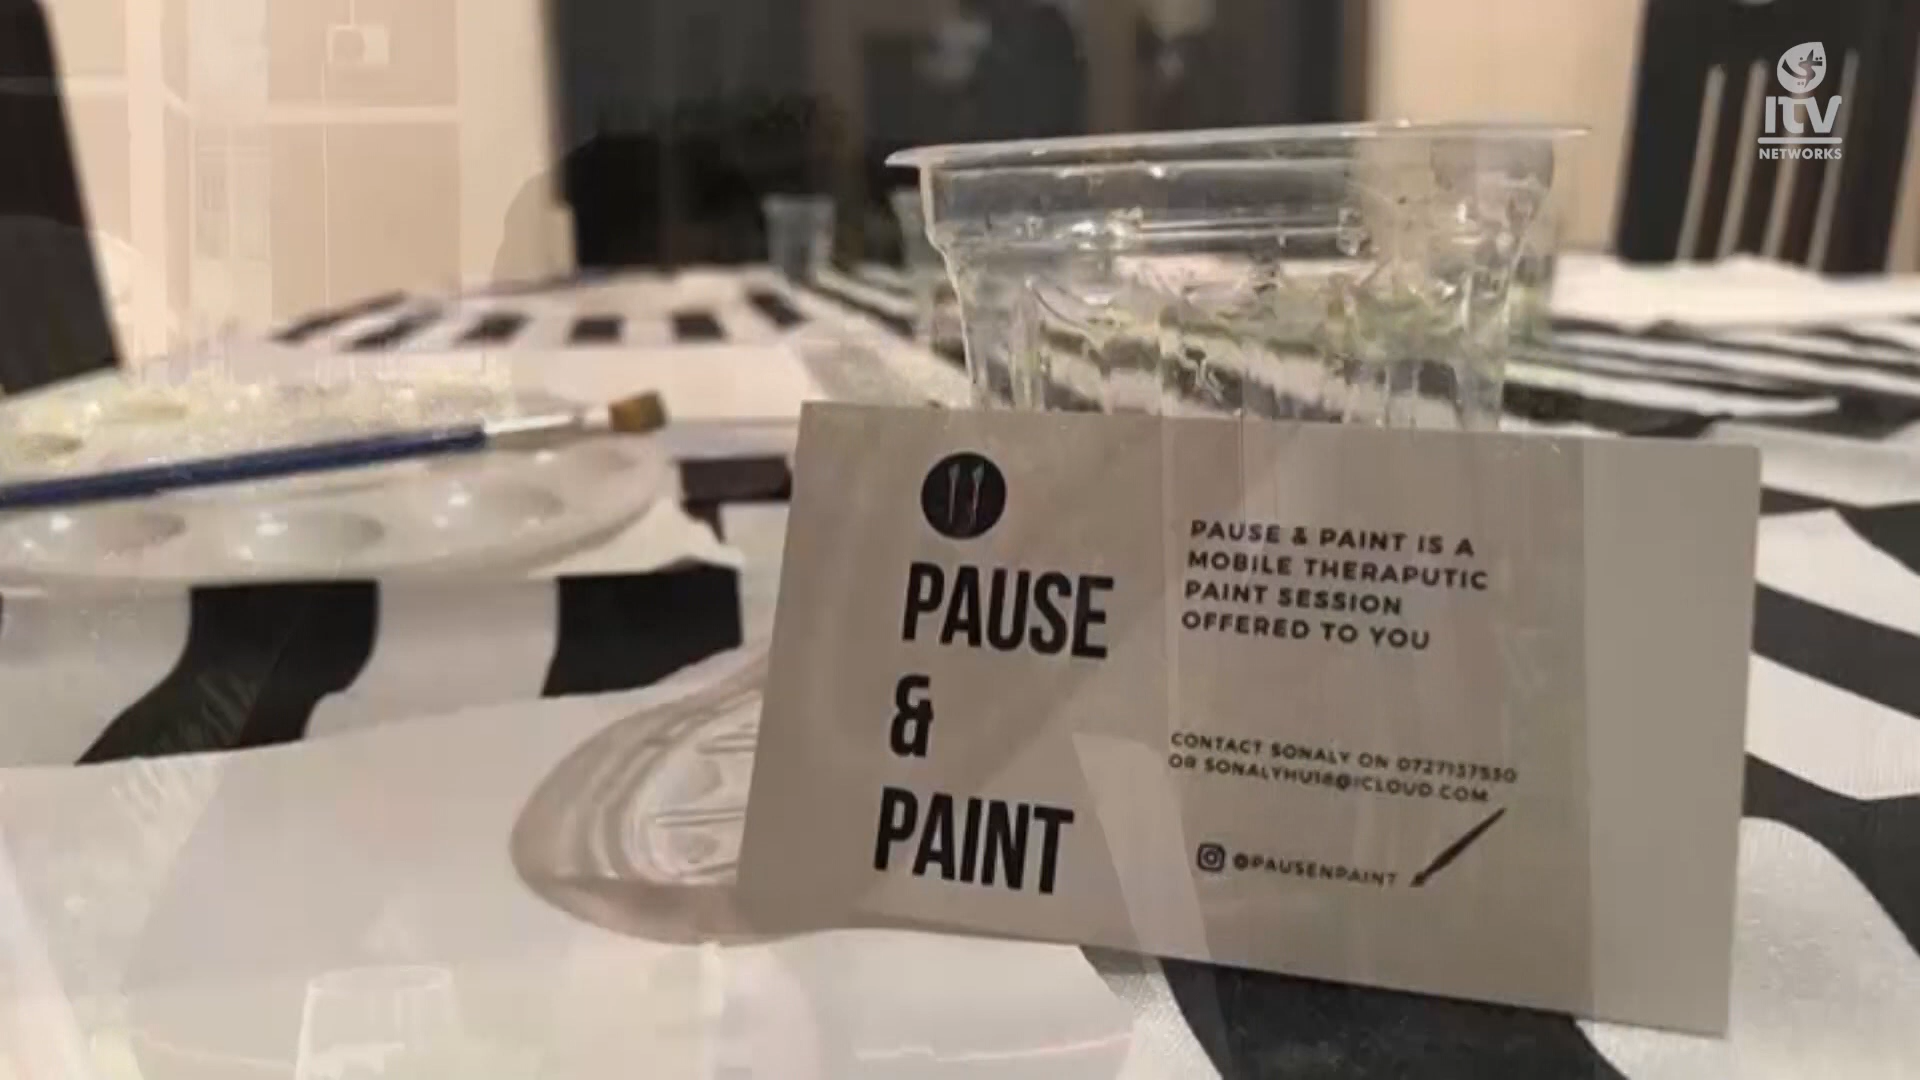 ITV
NETWORKS
PAUSE
&
PAINT
PAUSE & PAINT IS A
MOBILE THERAPUTIC
PAINT SESSION
OFFERED TO YOU
CONTACT SONALY ON 0727137530
OR SONALYHU18@ICLOUD.COM
@PAUSENPAINT